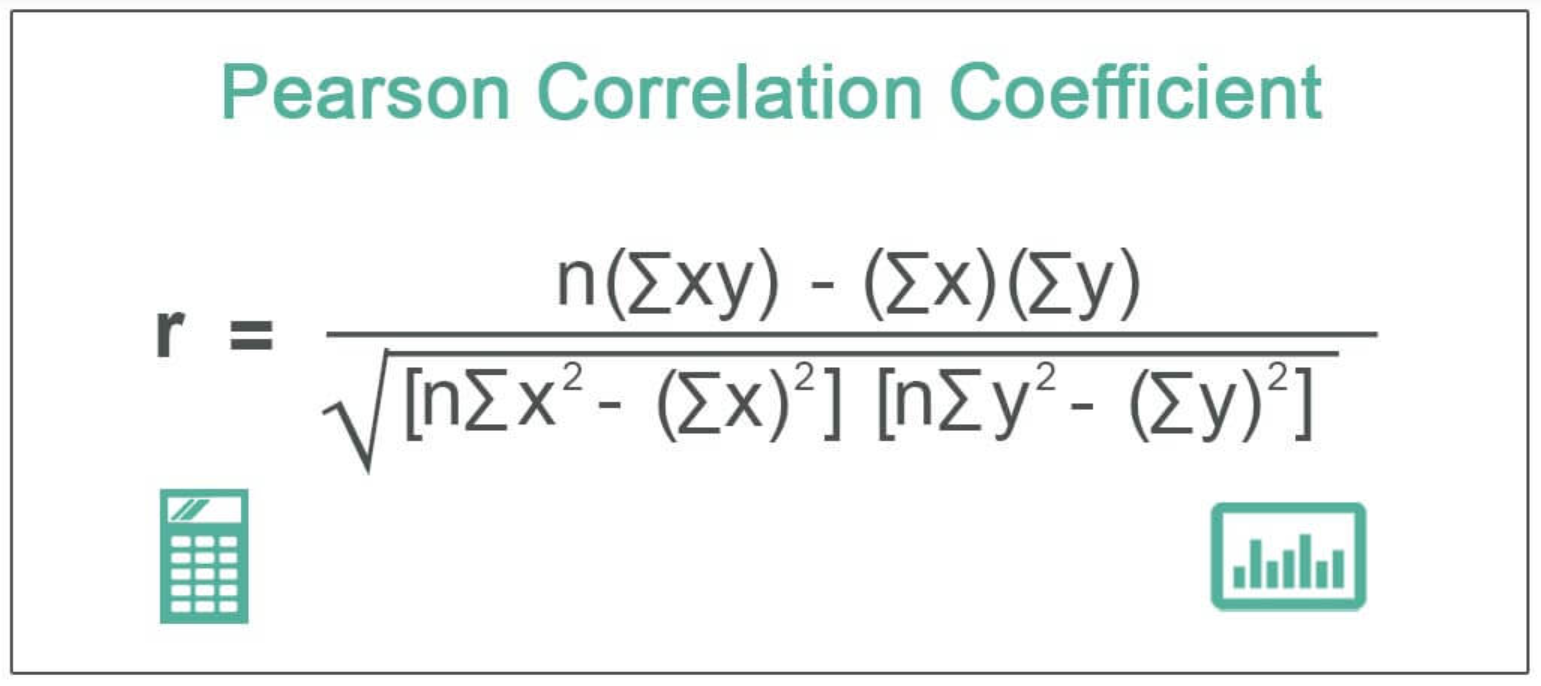 Pearson Correlation Coefficient
n(∑xy) - (∑x)(∑y)
r =
√[n∑x² - (∑x)²] [n∑y² - (∑y)²]